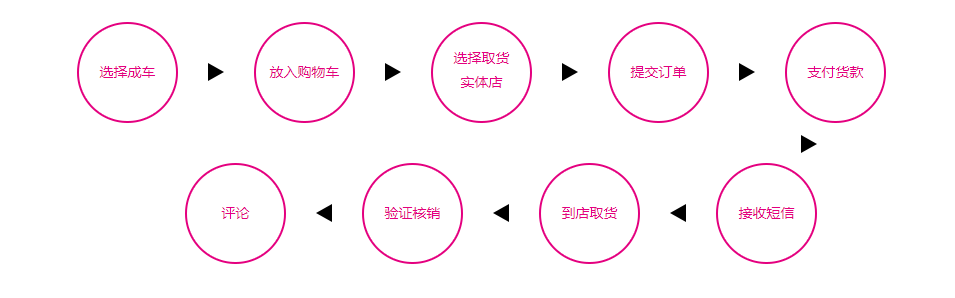 选择成车
放入购物车
选择取货
实体店
提交订单
支付货款
接收短信
到店取货
验证核销
评论